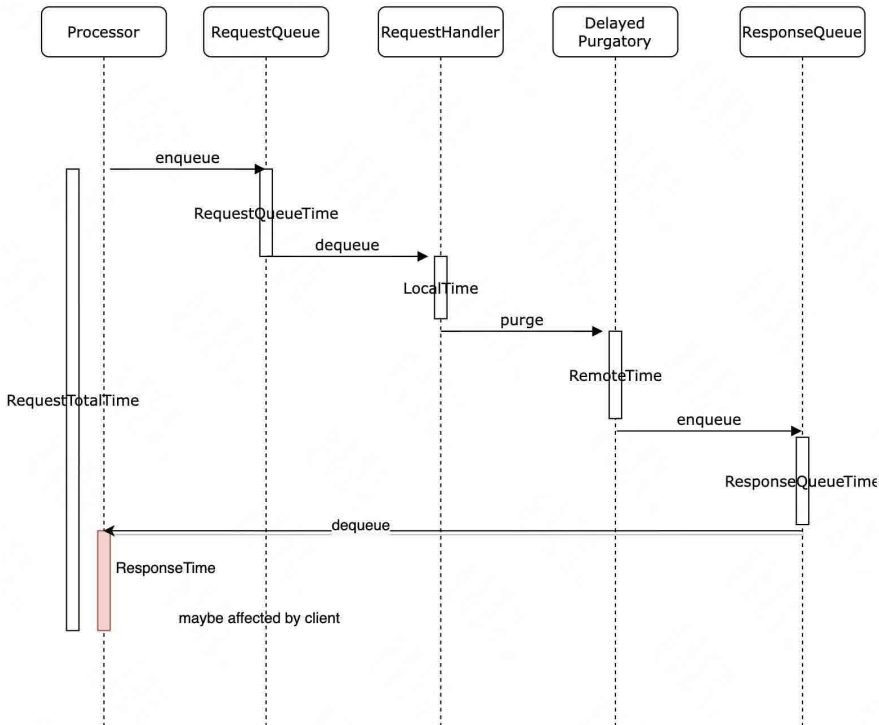 Processor
RequestQueue
RequestHandler
Delayed
Purgatory
ResponseQueue
enqueue
RequestQueueTime
dequeue
LocalTime
purge
RemoteTime
RequestTotalTime
enqueue
ResponseQueueTime
dequeue
ResponseTime
maybe affected by client